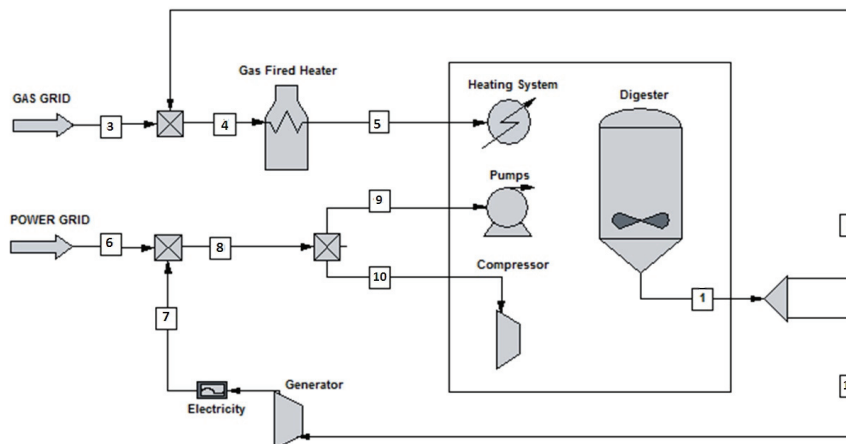 Gas Fired Heater
Heating System
Digester
GAS GRID
3
4
5
Pumps
9
POWER GRID
6
8
Compressor
10
1
7
Generator
Electricity